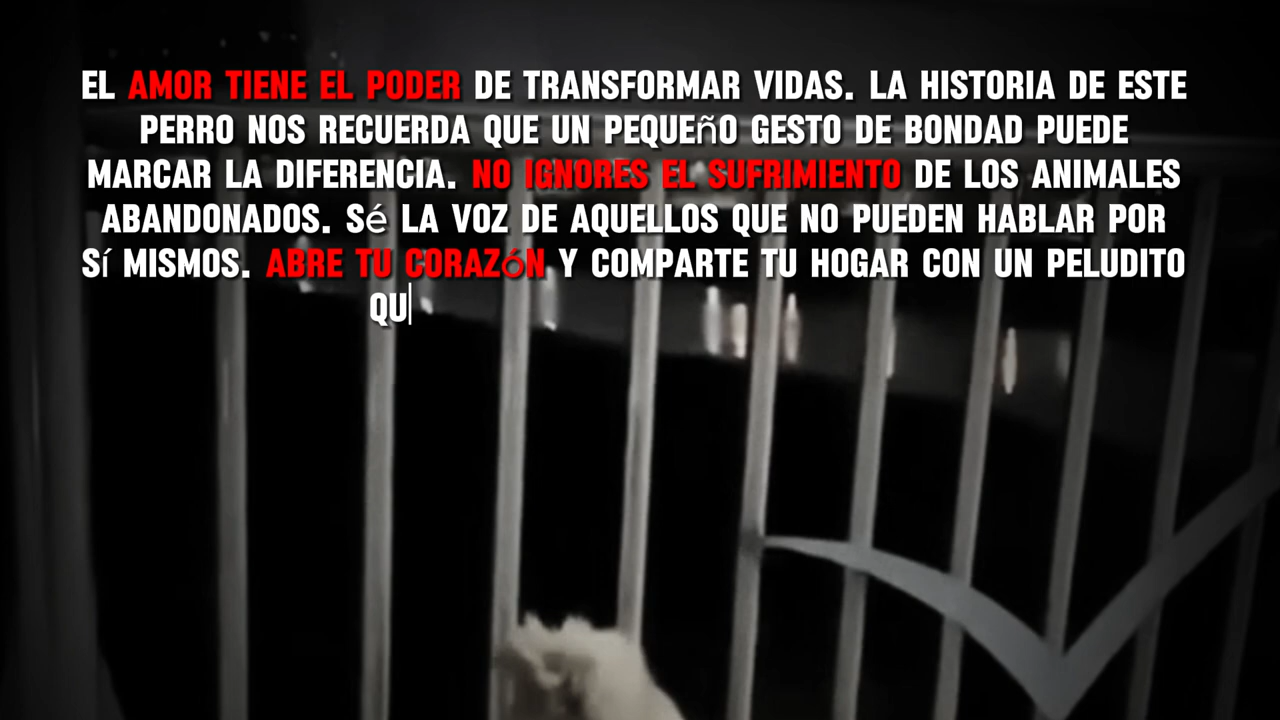 EL AMOR TIENE EL PODER DE TRANSFORMAR VIDAS. LA HISTORIA DE ESTE
PERRO NOS RECUERDA QUE UN PEQUEñO GESTO DE BONDAD PUEDE
MARCAR LA DIFERENCIA. NO IGNORES EL SUFRIMIENTO DE LOS ANIMALES
ABANDONADOS. Sé LA VOZ DE AQUELLOS QUE NO PUEDEN HABLAR POR
Sí MISMOS. ABRE TU CORAZóN Y COMPARTE TU HOGAR CON UN PELUDITO
QU